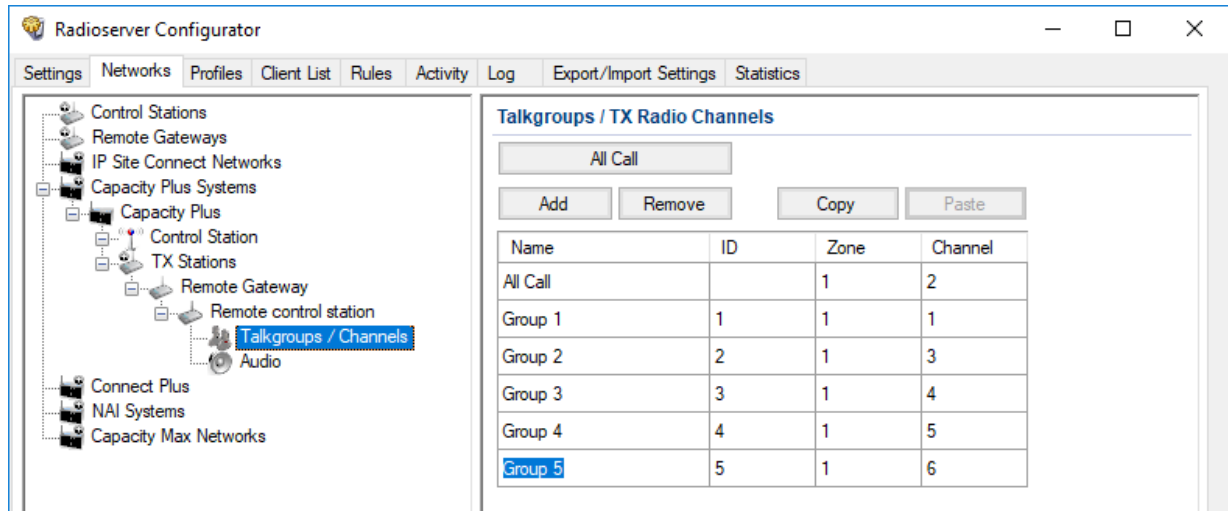 Radioserver Configurator
Settings Networks Profiles Client List Rules Activity Log Export/Import Settings Statistics
Control Stations
Remote Gateways
IP Site Connect Networks
Capacity Plus Systems
Capacity Plus
Control Station
TX Stations
Remote Gateway
Remote control station
Talkgroups / Channels
Audio
Connect Plus
NAI Systems
Capacity Max Networks
Talkgroups / TX Radio Channels
All Call
Add Remove Copy Paste
Name ID Zone Channel
All Call 1 2
Group 1 1 1 1
Group 2 2 1 3
Group 3 3 1 4
Group 4 4 1 5
Group 5 5 1 6